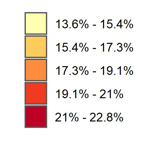 13.6% - 15.4%
15.4% - 17.3%
17.3% - 19.1%
19.1% - 21%
21% - 22.8%